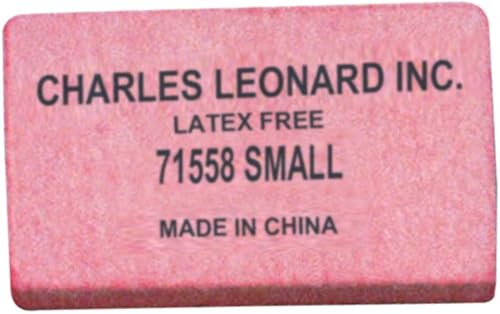 CHARLES LEONARD INC.
LATEX FREE
71558 SMALL
MADE IN CHINA